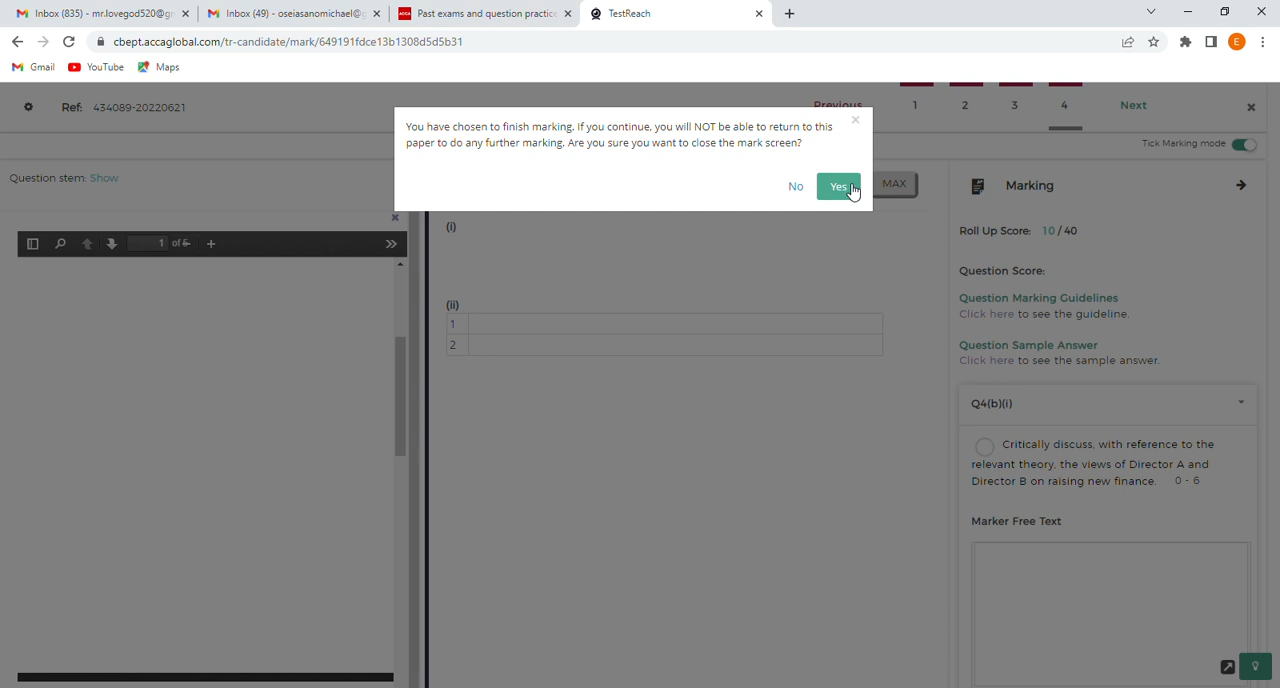 Inbox (835) - mr.lovegod520@g
Inbox (49) - oseiasanomichael@g
ACCA Past exams and question practice
TestReach
cbept.accaglobal.com/tr-candidate/mark/649191fdce13b1308d5d5b31
E
Gmail YouTube Maps
Ref: 434089-20220621
Previous 1 2 3 4 Next
You have chosen to finish marking. If you continue, you will NOT be able to return to this
paper to do any further marking. Are you sure you want to close the mark screen?
No Yes
Tick Marking mode
Question stem: Show
MAX
1 of 5
(i)
(ii)
1
2
Marking
Roll Up Score: 10/40
Question Score:
Question Marking Guidelines
Click here to see the guideline.
Question Sample Answer
Click here to see the sample answer.
Q4(b)(i)
Critically discuss, with reference to the
relevant theory, the views of Director A and
Director B on raising new finance. 0 - 6
Marker Free Text